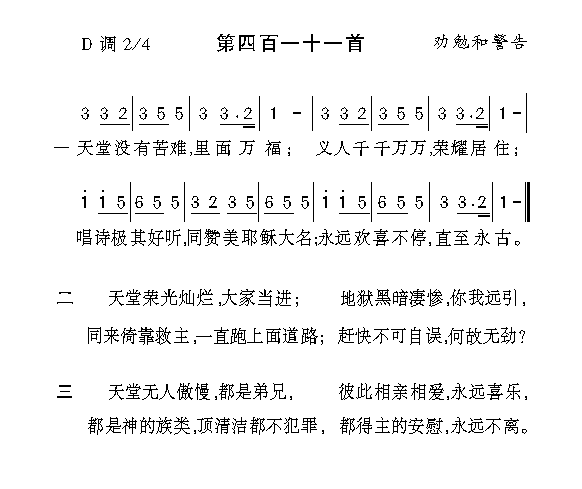 D 调 2/4 第四百一十一首 劝勉和警告
3 3 2 | 3 5 5 | 3 3 . 2 | 1 - | 3 3 2 | 3 5 5 | 3 3 . 2 | 1 - |
一 天堂没有苦难,里面万福； 义人千千万万,荣耀居住；
i i 5 | 6 5 5 | 3 2 3 5 | 6 5 5 | i i 5 | 6 5 5 | 3 3 . 2 | 1 - ‖
唱诗极其好听,同赞美耶稣大名;永远欢喜不停,直至永古。
二 天堂荣光灿烂,大家当进； 地狱黑暗凄惨,你我远引,
同来倚靠救主,一直跑上面道路； 赶快不可自误,何故无劲?
三 天堂无人傲慢,都是弟兄, 彼此相亲相爱,永远喜乐,
都是神的族类,顶清洁都不犯罪, 都得主的安慰,永远不离。